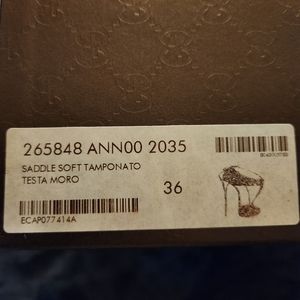 265848 ANN00 2035
SADDLE SOFT TAMPONATO
TESTA MORO
36
ECAP077414A